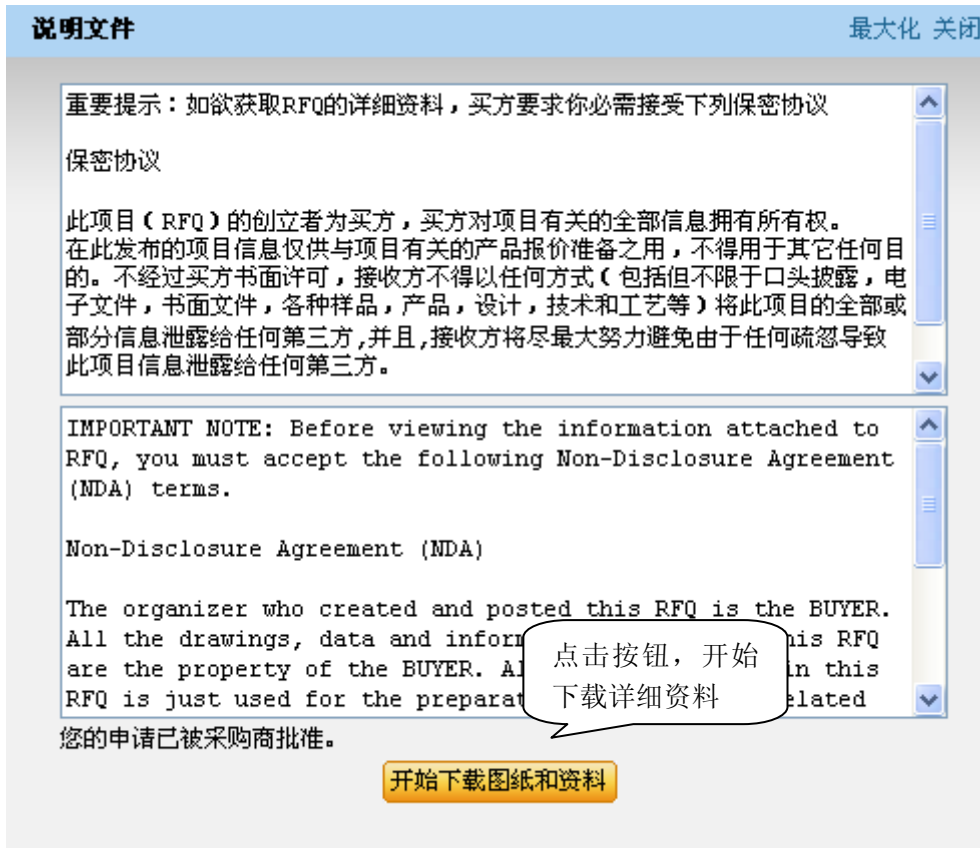 说明文件 最大化 关闭
重要提示：如欲获取RFQ的详细资料，买方要求你必需接受下列保密协议
保密协议
此项目（RFQ）的创立者为买方，买方对项目有关的全部信息拥有所有权。
在此发布的项目信息仅供与项目有关的产品报价准备之用，不得用于其它任何目
的。不经过买方书面许可，接收方不得以任何方式（包括但不限于口头披露，电
子文件，书面文件，各种样品，产品，设计，技术和工艺等）将此项目的全部或
部分信息泄露给任何第三方,并且,接收方将尽最大努力避免由于任何疏忽导致
此项目信息泄露给任何第三方。
IMPORTANT NOTE: Before viewing the information attached to
RFQ, you must accept the following Non-Disclosure Agreement
(NDA) terms.
Non-Disclosure Agreement (NDA)
The organizer who created and posted this RFQ is the BUYER.
All the drawings, data and his RFQ
are the property of the BUYER. in this
RFQ is just used for the
点击按钮，开始
下载详细资料
您的申请已被采购商批准。
开始下载图纸和资料